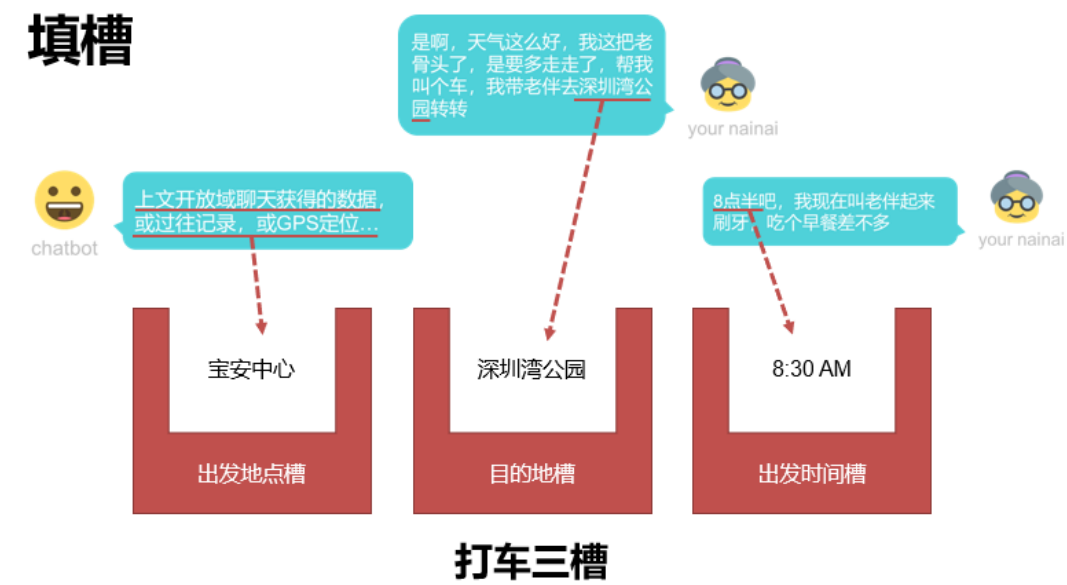 填槽
是啊，天气这么好，我这把老
骨头了，是要多走走了，帮我
叫个车，我带老伴去深圳湾公
园转转
your nainai
上文开放域聊天获得的数据，
或过往记录，或GPS定位...
chatbot
8点半吧，我现在叫老伴起来
刷牙，吃个早餐差不多
your nainai
宝安中心
深圳湾公园
8:30 AM
出发地点槽
目的地槽
出发时间槽
打车三槽